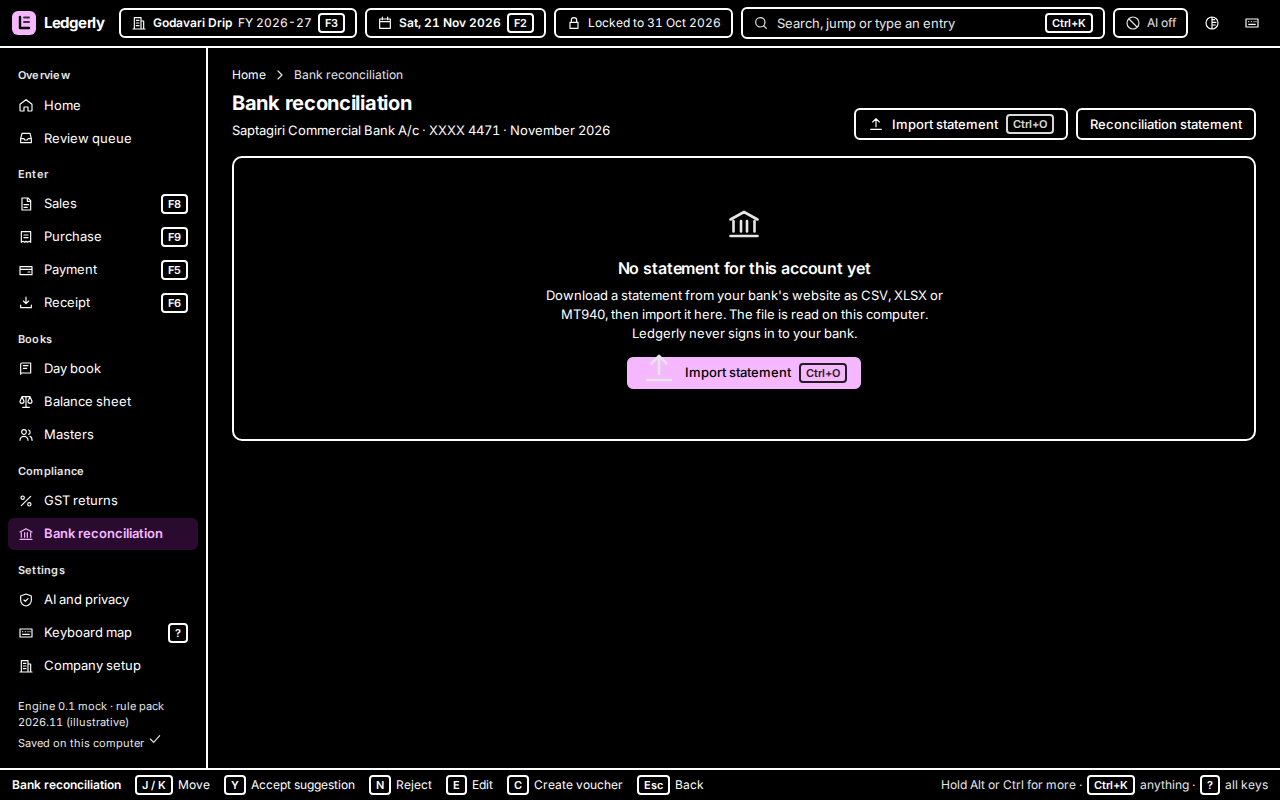 Ledgerly
Godavari Drip FY 2026-27 F3
Sat, 21 Nov 2026 F2
Locked to 31 Oct 2026
Search, jump or type an entry Ctrl+K
AI off
Overview
Home
Review queue
Enter
Sales F8
Purchase F9
Payment F5
Receipt F6
Books
Day book
Balance sheet
Masters
Compliance
GST returns
Bank reconciliation
Settings
AI and privacy
Keyboard map ?
Company setup
Engine 0.1 mock · rule pack
2026.11 (illustrative)
Saved on this computer
Home > Bank reconciliation
Bank reconciliation
Saptagiri Commercial Bank A/c · XXXX 4471 · November 2026
Import statement Ctrl+O
Reconciliation statement
No statement for this account yet
Download a statement from your bank's website as CSV, XLSX or
MT940, then import it here. The file is read on this computer.
Ledgerly never signs in to your bank.
Import statement Ctrl+O
Bank reconciliation J / K Move Y Accept suggestion N Reject E Edit C Create voucher Esc Back
Hold Alt or Ctrl for more · Ctrl+K anything · ? all keys